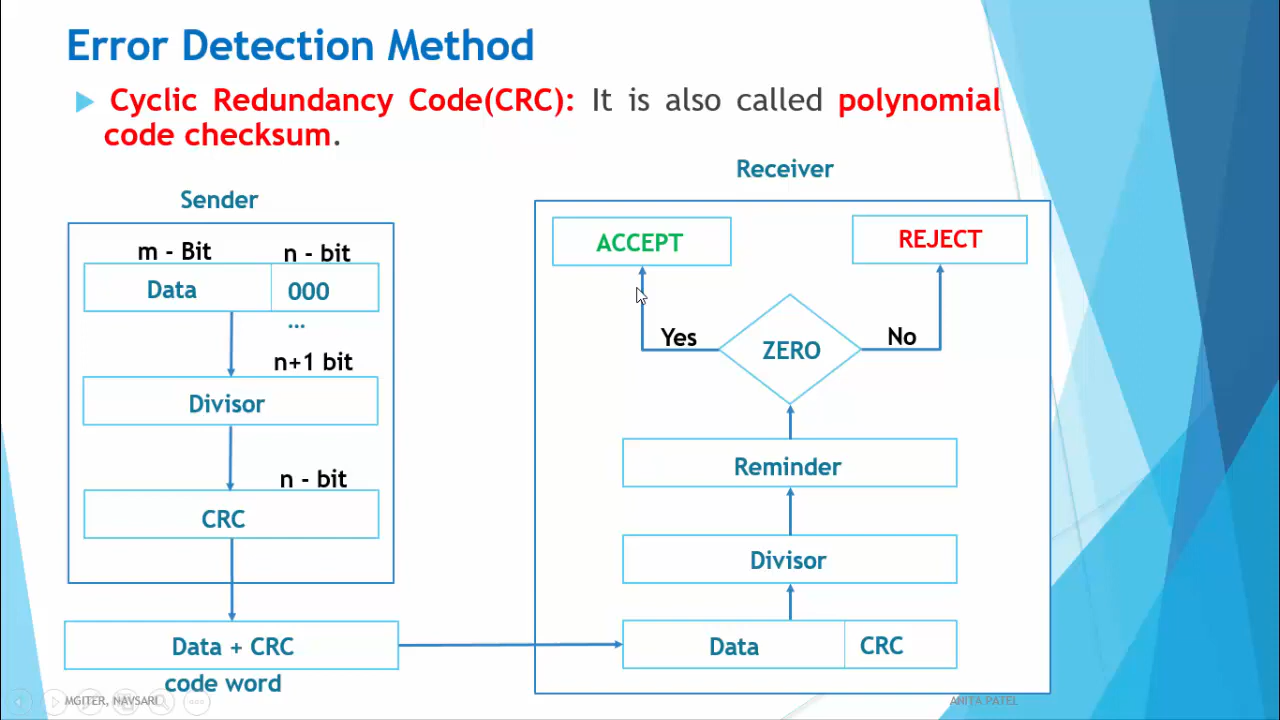 Error Detection Method
Cyclic Redundancy Code(CRC): It is also called polynomial
code checksum.
Sender
m - Bit
n - bit
Data
000
...
n+1 bit
Divisor
n - bit
CRC
Data + CRC
code word
Receiver
ACCEPT
REJECT
Yes
ZERO
No
Reminder
Divisor
Data
CRC
MGITER, NAVSARI
ANITA PATEL